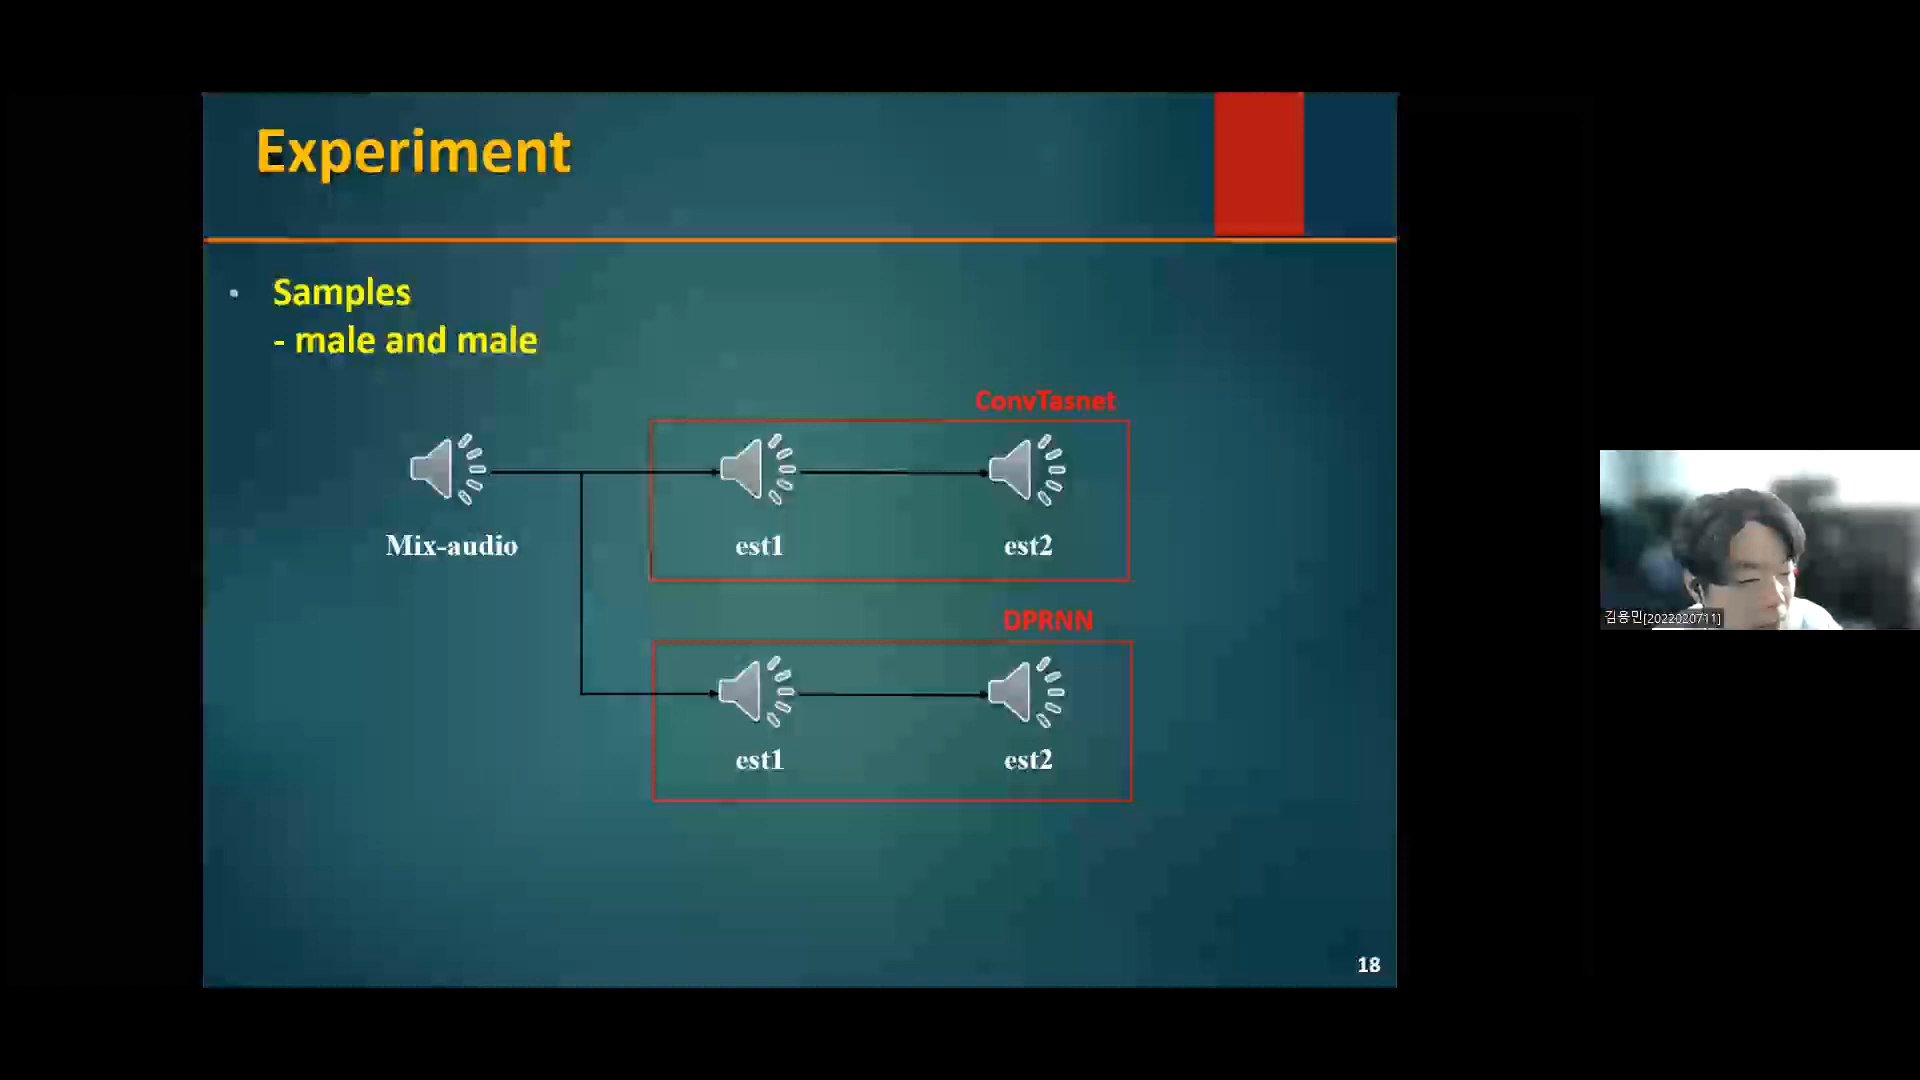 Experiment
• Samples
- male and male
ConvTasnet
Mix-audio
est1
est2
DPRNN
est1
est2
18
김용민[2022020711]